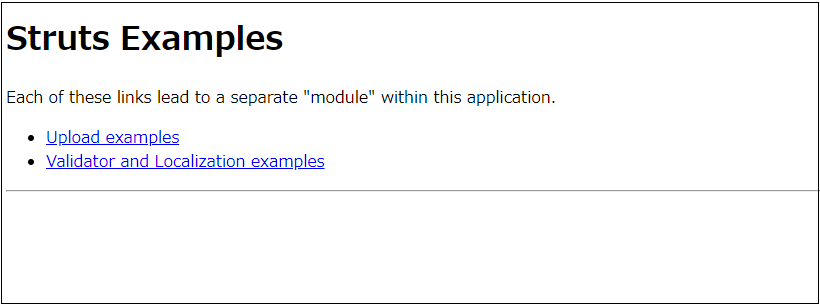 Struts Examples
Each of these links lead to a separate "module" within this application.
Upload examples
Validator and Localization examples